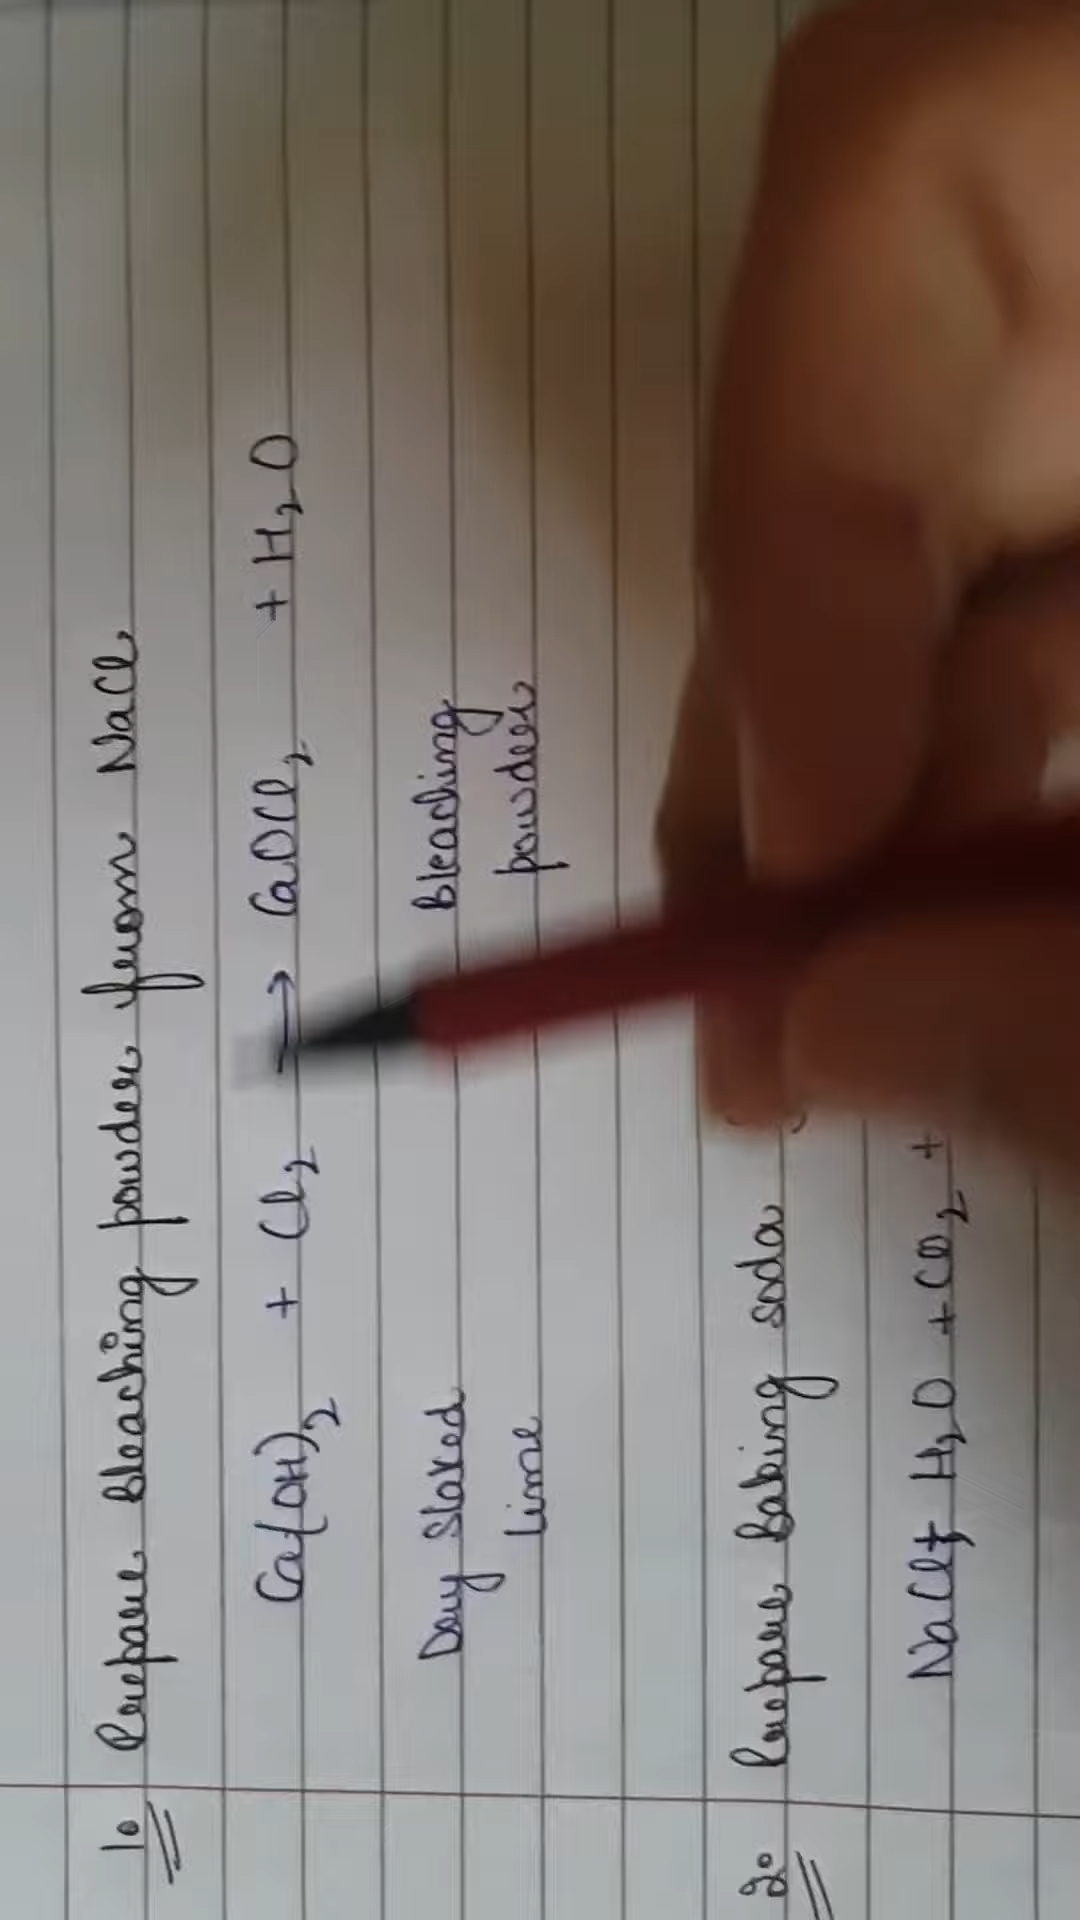 1. Prepare Bleaching powder from NaCl
Ca(OH)2 + Cl2 → CaOCl2 + H2O
Dry Slaked Bleaching
lime powder
2. Prepare Baking soda
NaCl + H2O + CO2 +